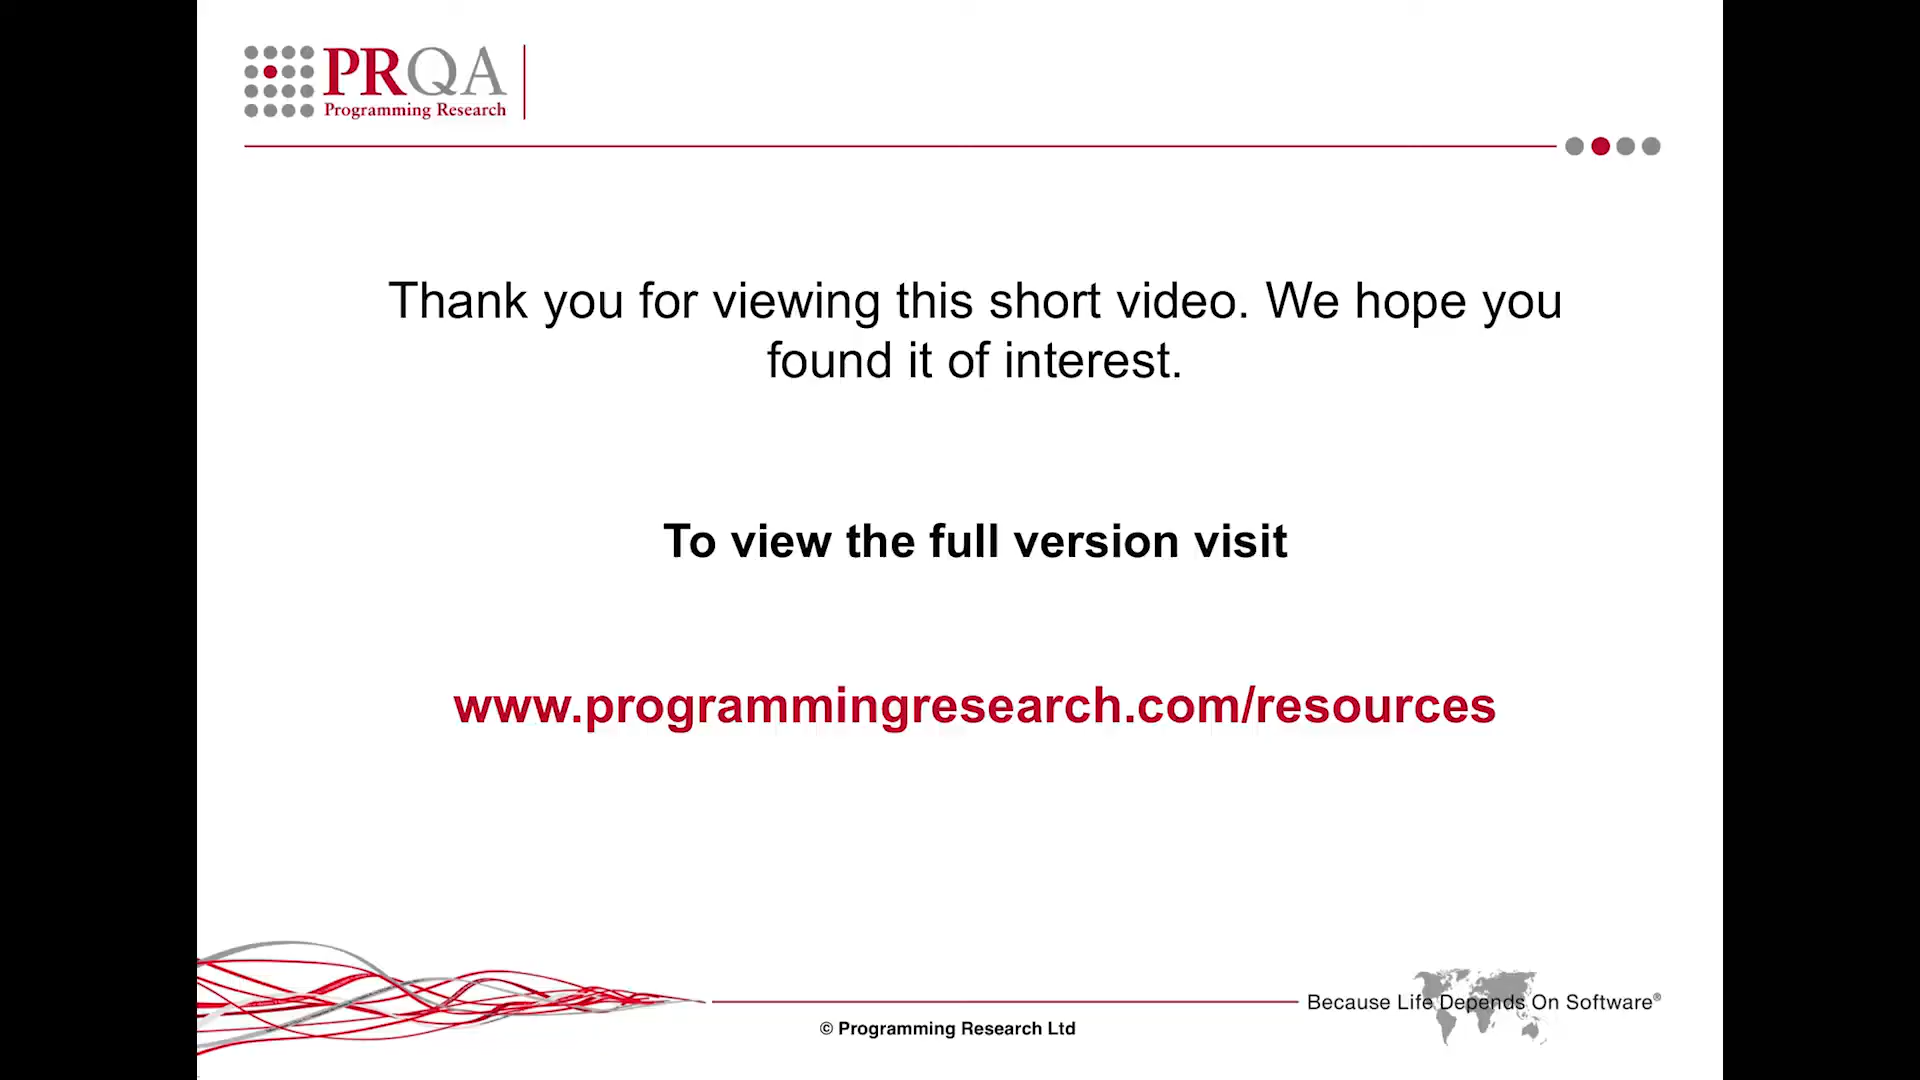 PRQA
Programming Research
Thank you for viewing this short video. We hope you
found it of interest.
To view the full version visit
www.programmingresearch.com/resources
Because Life Depends On Software®
© Programming Research Ltd